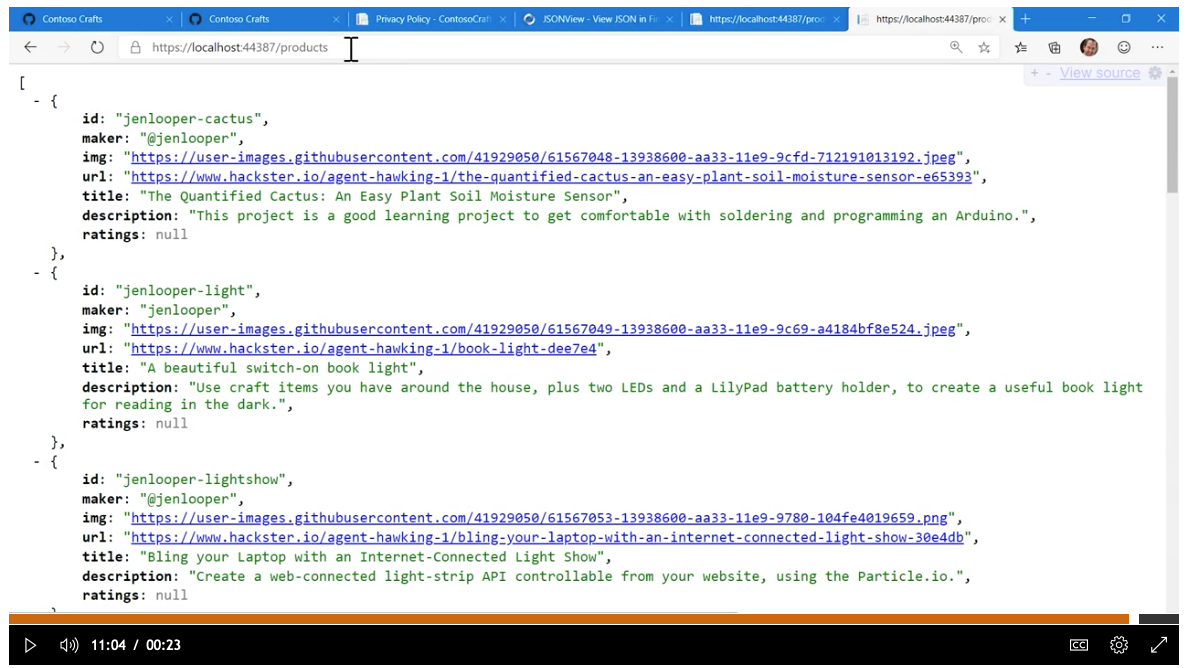 Contoso Crafts
Contoso Crafts
Privacy Policy - ContosoCraft
JSONView - View JSON in Fir
https://localhost:44387/prod
https://localhost:44387/prod
https://localhost:44387/products
+ - View source
[
- {
id: "jenlooper-cactus",
maker: "@jenlooper",
img: "https://user-images.githubusercontent.com/41929050/61567048-13938600-aa33-11e9-9cfd-712191013192.jpeg",
url: "https://www.hackster.io/agent-hawking-1/the-quantified-cactus-an-easy-plant-soil-moisture-sensor-e65393",
title: "The Quantified Cactus: An Easy Plant Soil Moisture Sensor",
description: "This project is a good learning project to get comfortable with soldering and programming an Arduino.",
ratings: null
},
- {
id: "jenlooper-light",
maker: "jenlooper",
img: "https://user-images.githubusercontent.com/41929050/61567049-13938600-aa33-11e9-9c69-a4184bf8e524.jpeg",
url: "https://www.hackster.io/agent-hawking-1/book-light-dee7e4",
title: "A beautiful switch-on book light",
description: "Use craft items you have around the house, plus two LEDs and a LilyPad battery holder, to create a useful book light
for reading in the dark.",
ratings: null
},
- {
id: "jenlooper-lightshow",
maker: "@jenlooper",
img: "https://user-images.githubusercontent.com/41929050/61567053-13938600-aa33-11e9-9780-104fe4019659.png",
url: "https://www.hackster.io/agent-hawking-1/bling-your-laptop-with-an-internet-connected-light-show-30e4db",
title: "Bling your Laptop with an Internet-Connected Light Show",
description: "Create a web-connected light-strip API controllable from your website, using the Particle.io.",
ratings: null
11:04 / 00:23
CC